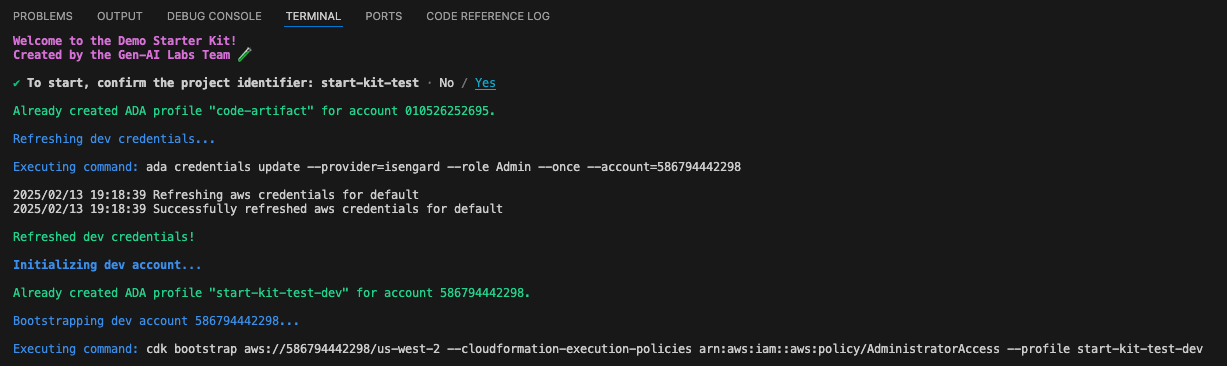 PROBLEMS OUTPUT DEBUG CONSOLE TERMINAL PORTS CODE REFERENCE LOG
Welcome to the Demo Starter Kit!
Created by the Gen-AI Labs Team 🧪
✔ To start, confirm the project identifier: start-kit-test · No / Yes
Already created ADA profile "code-artifact" for account 010526252695.
Refreshing dev credentials...
Executing command: ada credentials update --provider=isengard --role Admin --once --account=586794442298
2025/02/13 19:18:39 Refreshing aws credentials for default
2025/02/13 19:18:39 Successfully refreshed aws credentials for default
Refreshed dev credentials!
Initializing dev account...
Already created ADA profile "start-kit-test-dev" for account 586794442298.
Bootstrapping dev account 586794442298...
Executing command: cdk bootstrap aws://586794442298/us-west-2 --cloudformation-execution-policies arn:aws:iam::aws:policy/AdministratorAccess --profile start-kit-test-dev